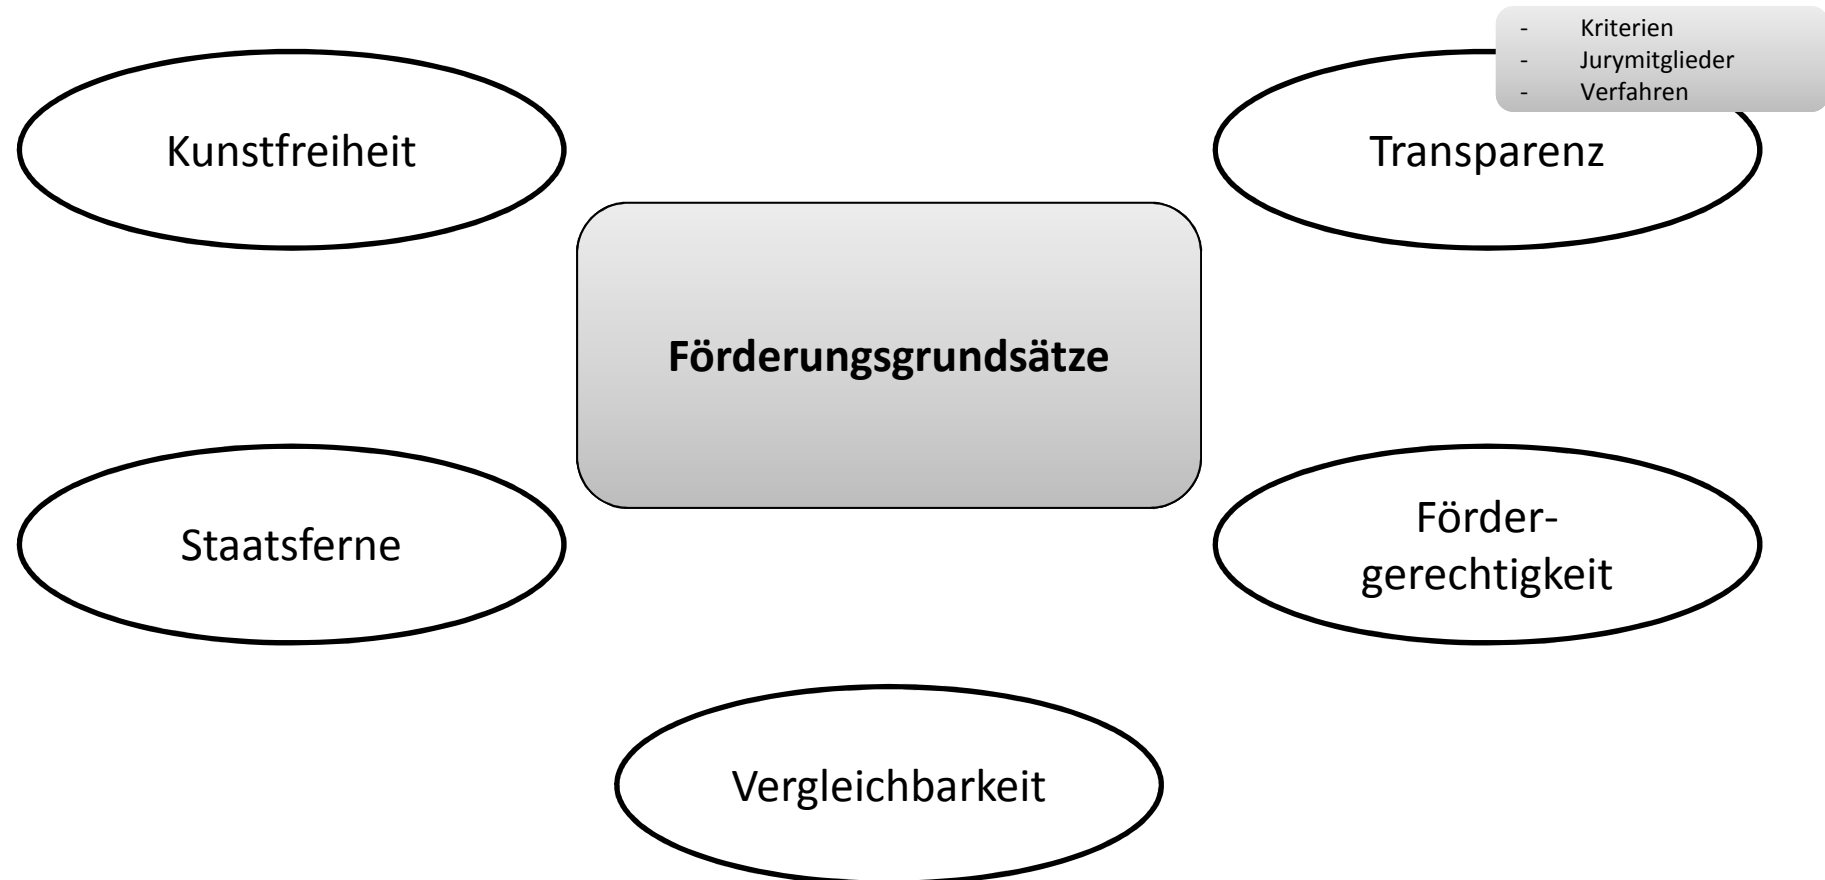 - Kriterien
- Jurymitglieder
- Verfahren
Kunstfreiheit
Transparenz
Förderungsgrundsätze
Staatsferne
Förder-
gerechtigkeit
Vergleichbarkeit